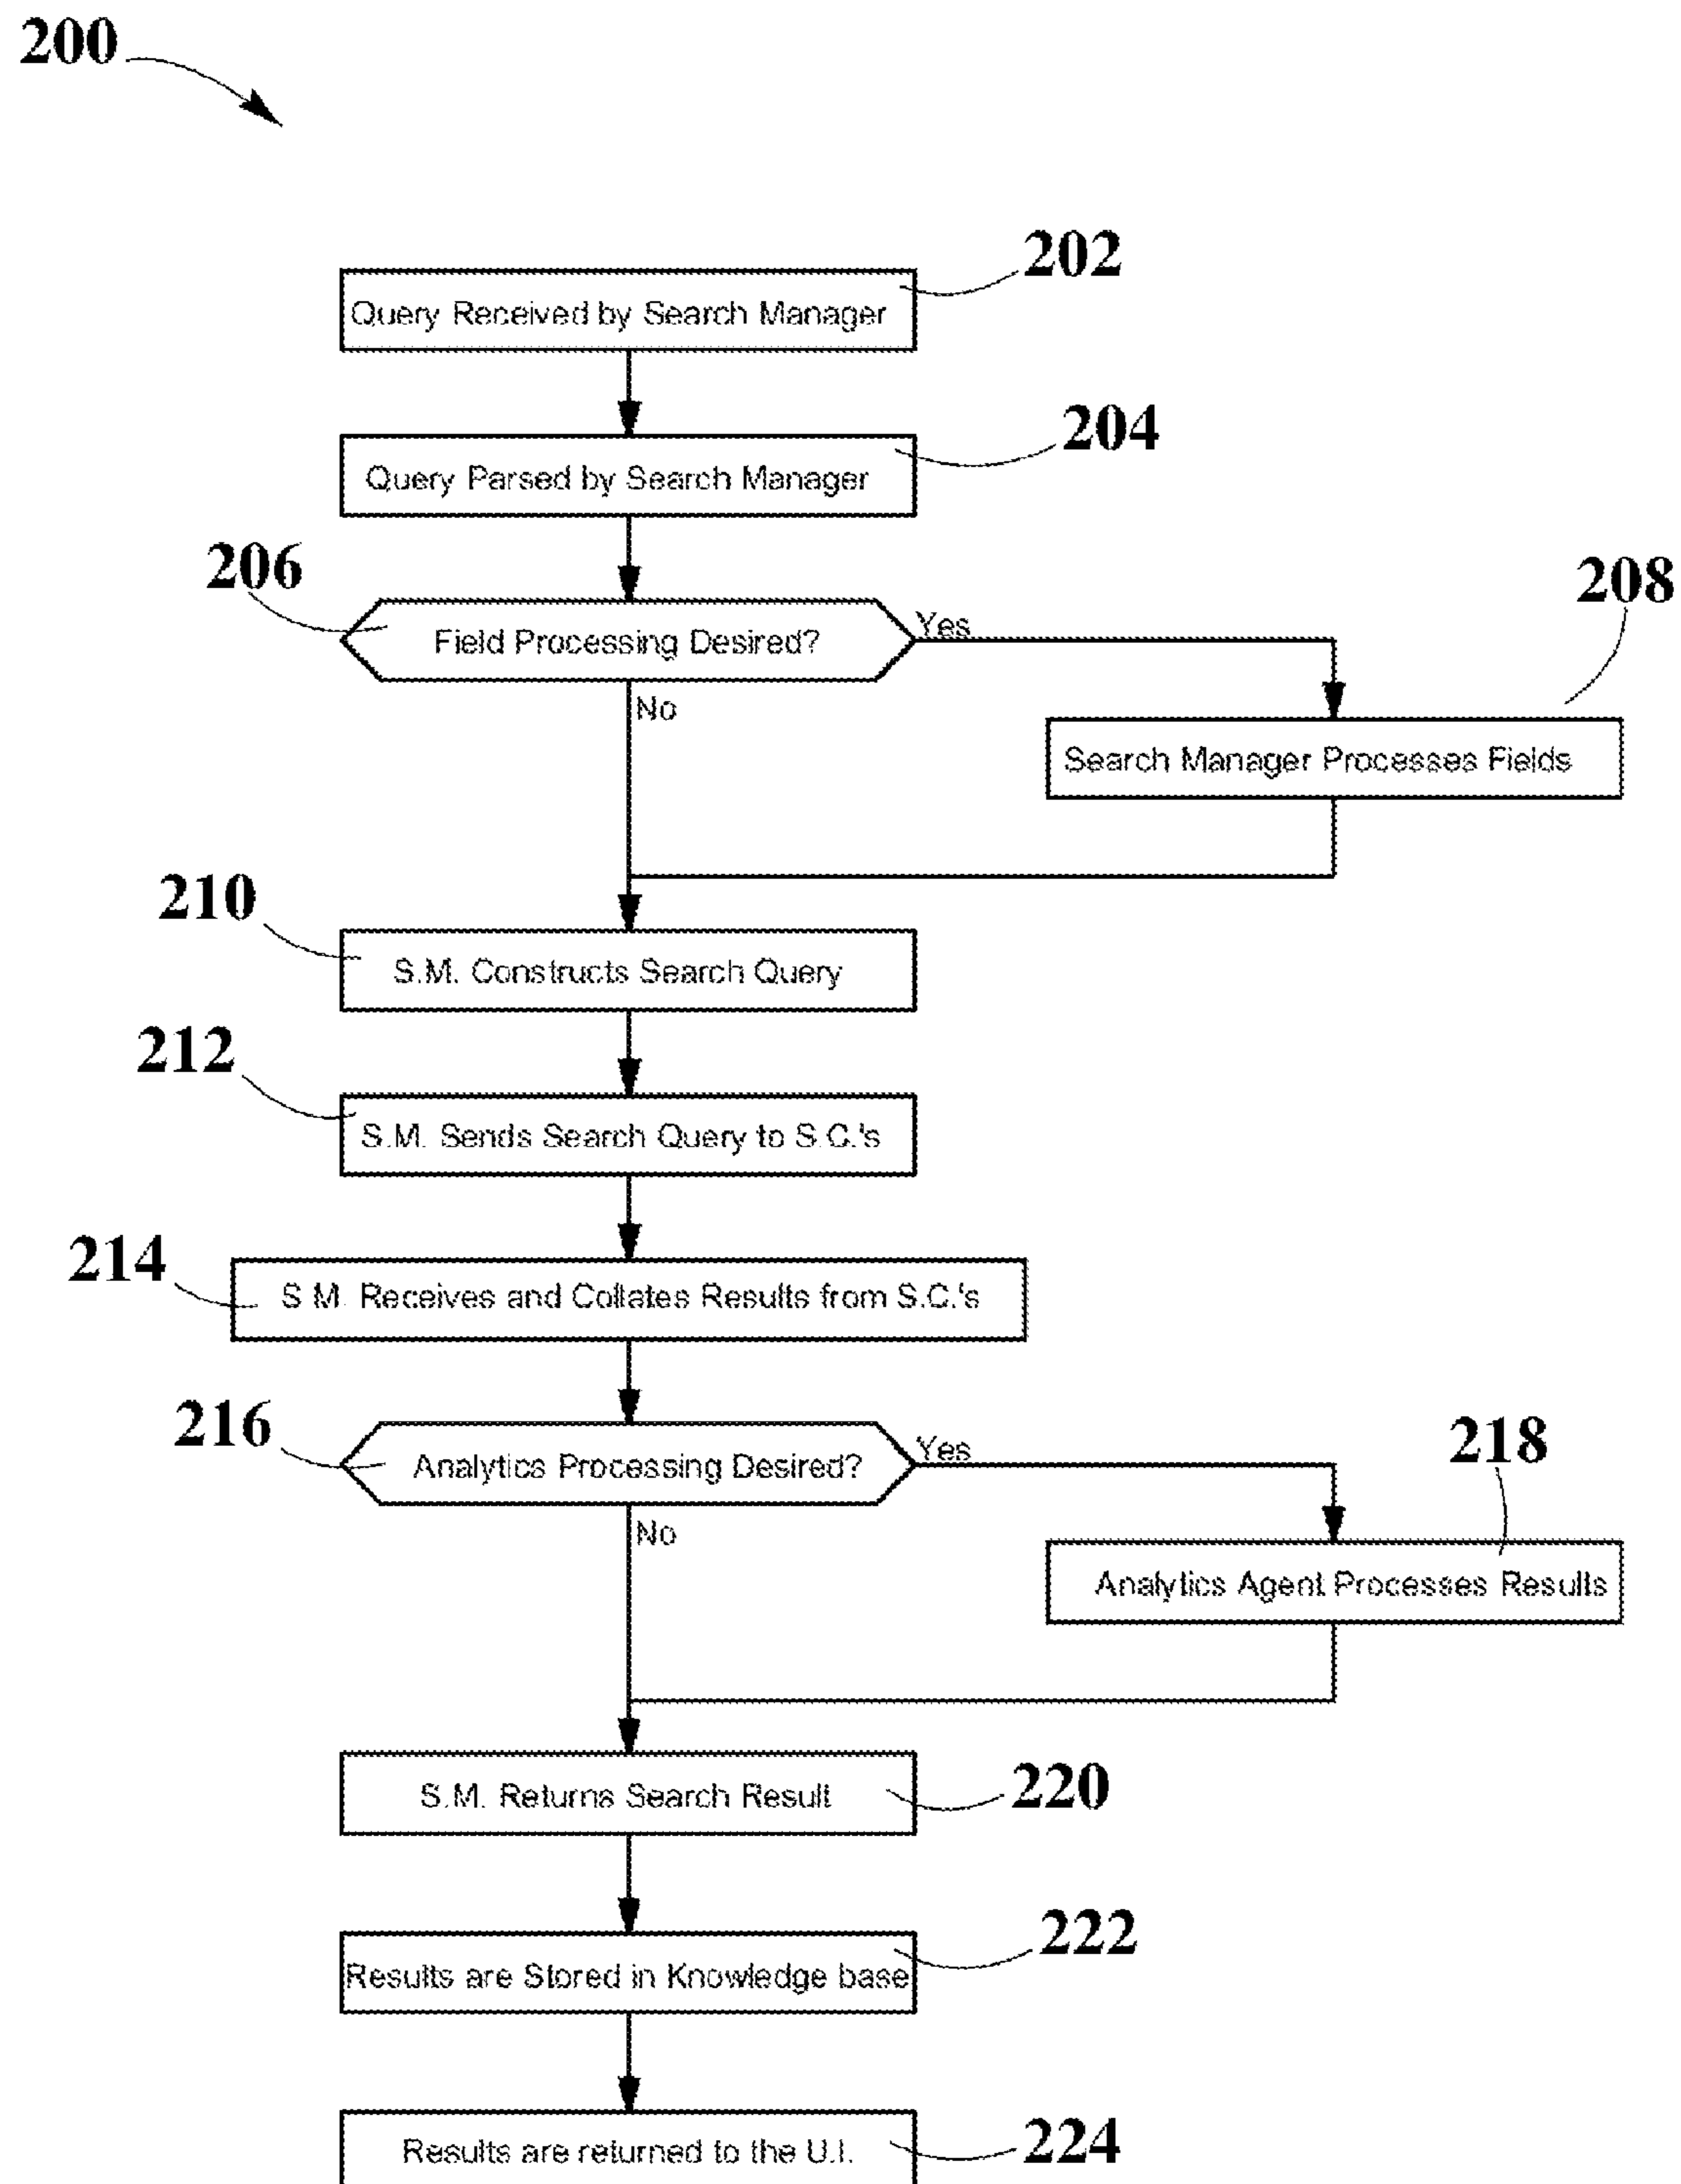 200
202
Query Received by Search Manager
204
Query Parsed by Search Manager
206
208
Field Processing Desired?
Yes
No
Search Manager Processes Fields
210
S.M. Constructs Search Query
212
S.M. Sends Search Query to S.C.'s
214
S.M. Receives and Collates Results from S.C.'s
216
218
Analytics Processing Desired?
Yes
No
Analytics Agent Processes Results
S.M. Returns Search Result
220
222
Results are Stored in Knowledge base
Results are returned to the U.I.
224